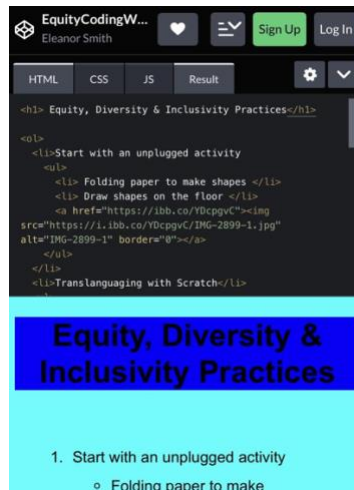 EquityCodingW...
Eleanor Smith
Sign Up
Log In
HTML CSS JS Result
<h1> Equity, Diversity & Inclusivity Practices</h1>
<ol>
<li>Start with an unplugged activity
<ul>
<li> Folding paper to make shapes </li>
<li> Draw shapes on the floor </li>
<a href="https://ibb.co/YDcpgvC"><img
src="https://i.ibb.co/YDcpgvC/IMG-2899-1.jpg"
alt="IMG-2899-1" border="0"></a>
</ul>
</li>
<li>Translanguaging with Scratch</li>
Equity, Diversity &
Inclusivity Practices
1. Start with an unplugged activity
Folding paper to make